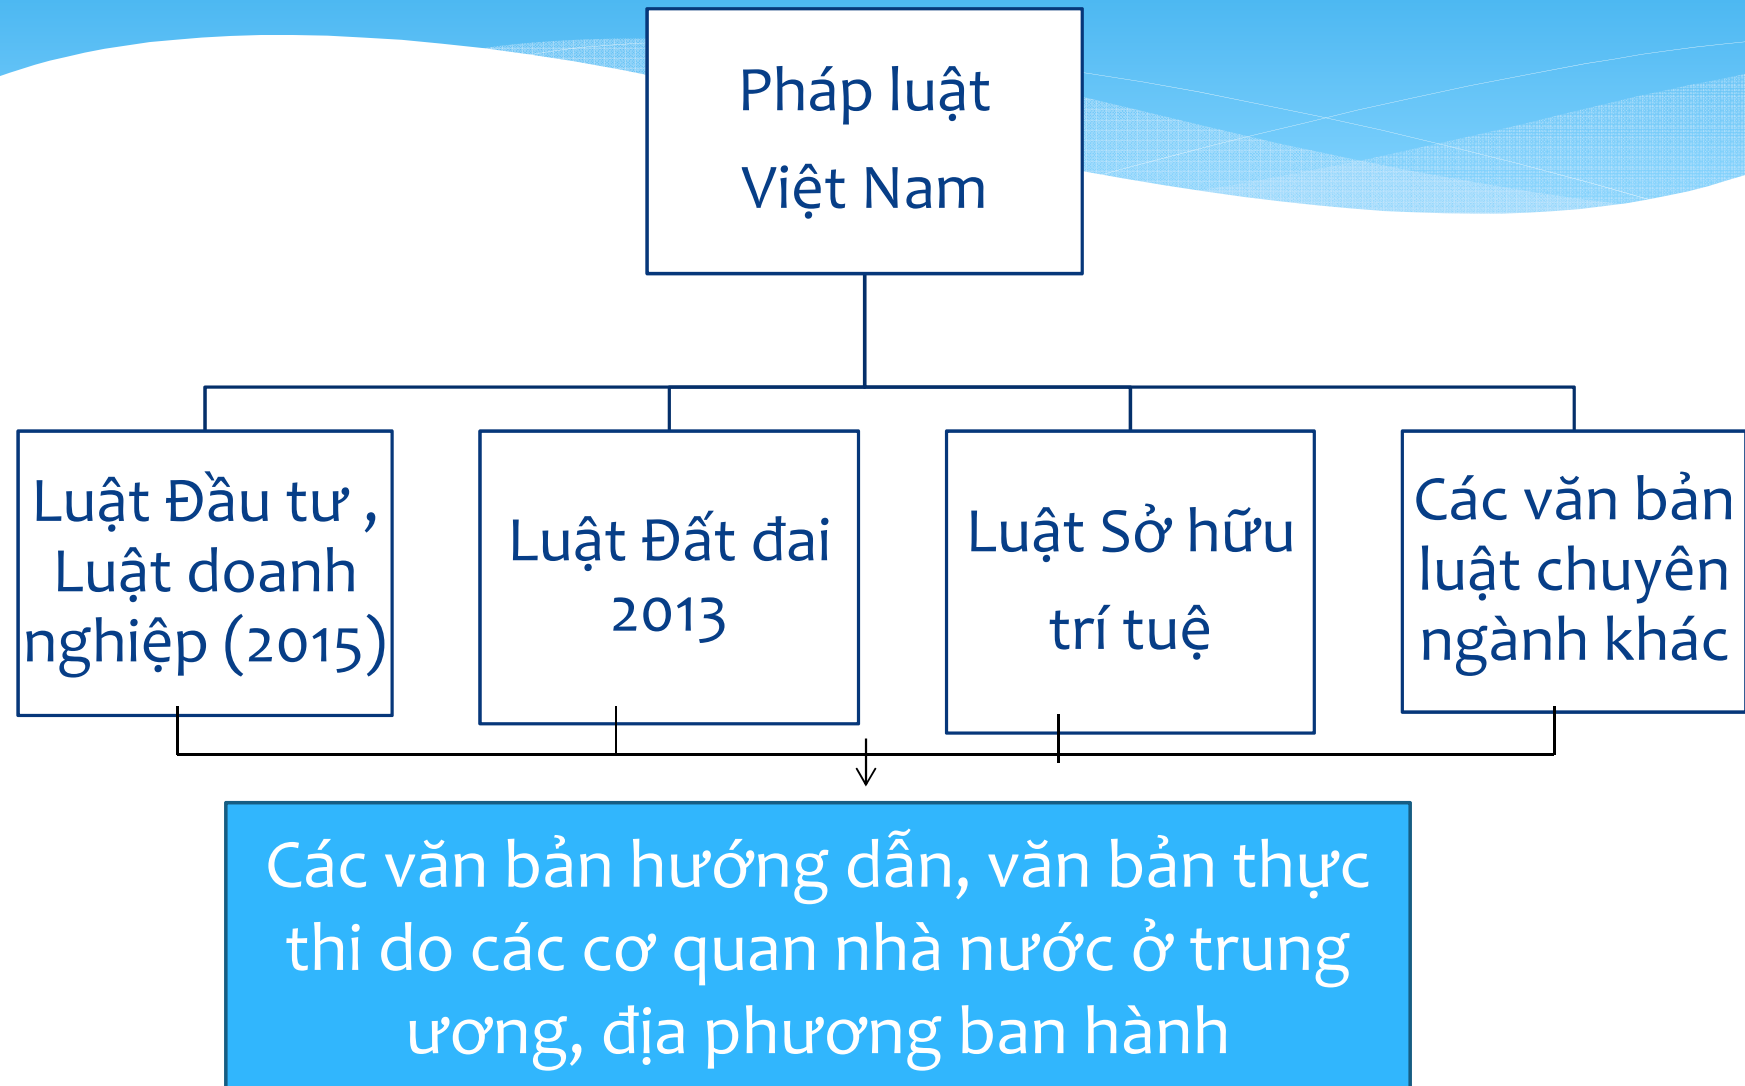 Pháp luật
Việt Nam
Luật Đầu tư ,
Luật doanh
nghiệp (2015)
Luật Đất đai
2013
Luật Sở hữu
trí tuệ
Các văn bản
luật chuyên
ngành khác
Các văn bản hướng dẫn, văn bản thực
thi do các cơ quan nhà nước ở trung
ương, địa phương ban hành